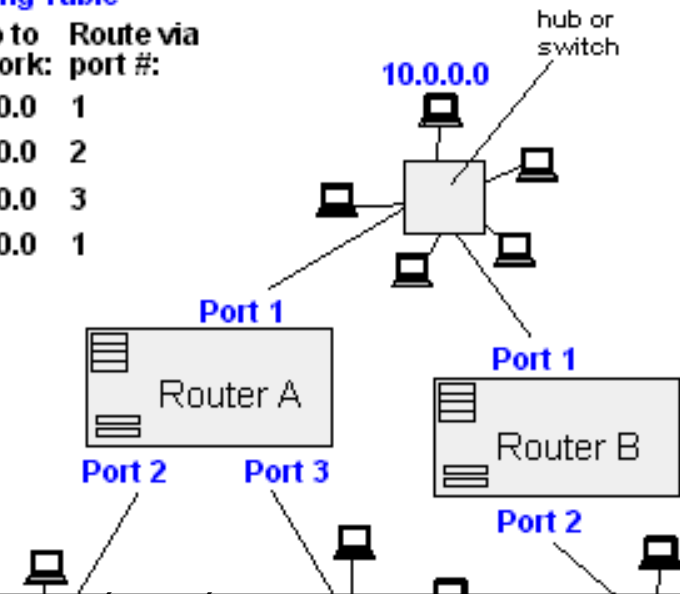 Table
to Route via
port #:
0.0 1
0.0 2
0.0 3
0.0 1
hub or
switch
10.0.0.0
Port 1
Router A
Port 2 Port 3
Port 1
Router B
Port 2